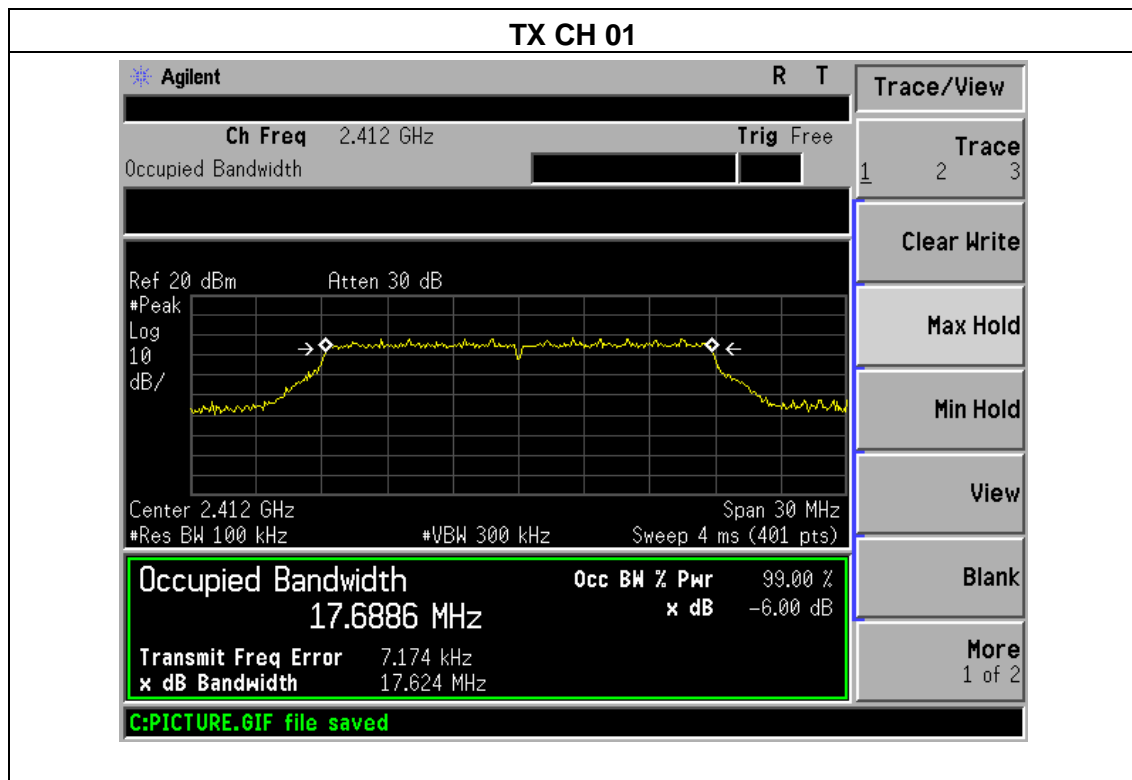 TX CH 01
Agilent
R T
Trace/View
Ch Freq 2.412 GHz
Trig Free
Occupied Bandwidth
Trace
1 2 3
Clear Write
Ref 20 dBm Atten 30 dB
#Peak
Log
10
dB/
Max Hold
Min Hold
View
Center 2.412 GHz Span 30 MHz
#Res BW 100 kHz #VBW 300 kHz Sweep 4 ms (401 pts)
Occupied Bandwidth
17.6886 MHz
Occ BW % Pwr 99.00 %
x dB -6.00 dB
Blank
Transmit Freq Error 7.174 kHz
x dB Bandwidth 17.624 MHz
More
1 of 2
C:PICTURE.GIF file saved